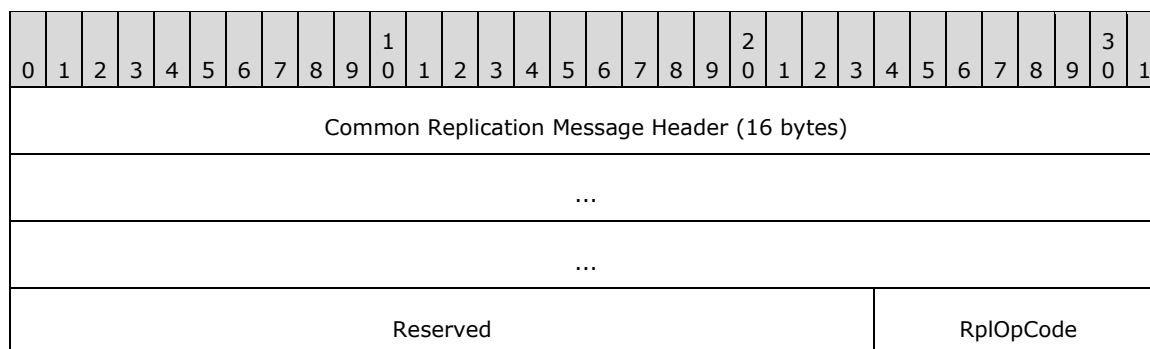 1 2 3
0 1 2 3 4 5 6 7 8 9 0 1 2 3 4 5 6 7 8 9 0 1 2 3 4 5 6 7 8 9 0 1
Common Replication Message Header (16 bytes)
...
...
Reserved RplOpCode